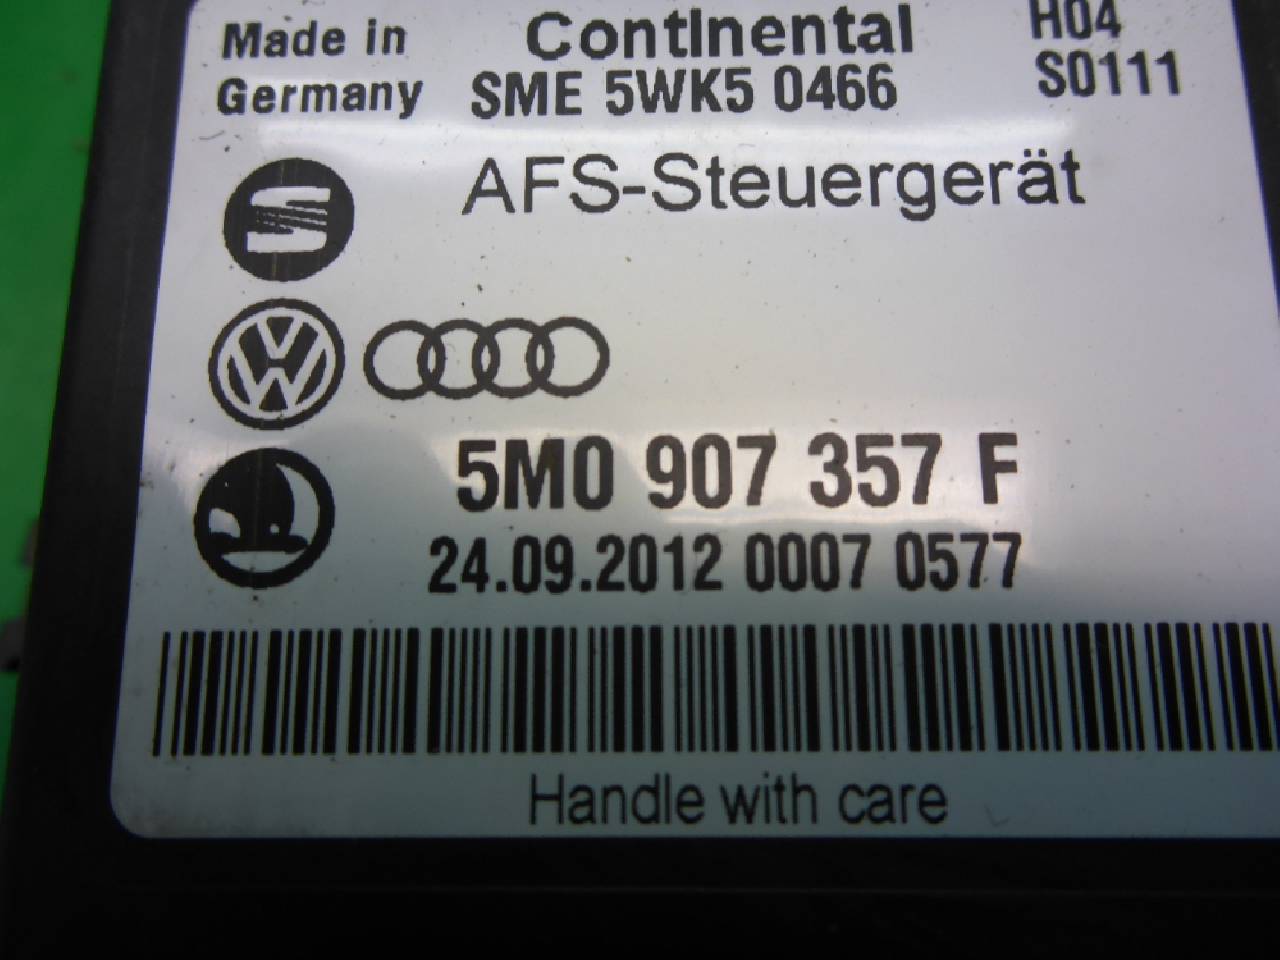 Made in Continental H04
Germany SME 5WK5 0466 S0111
AFS-Steuergerät
5M0 907 357 F
24.09.2012 0007 0577
Handle with care